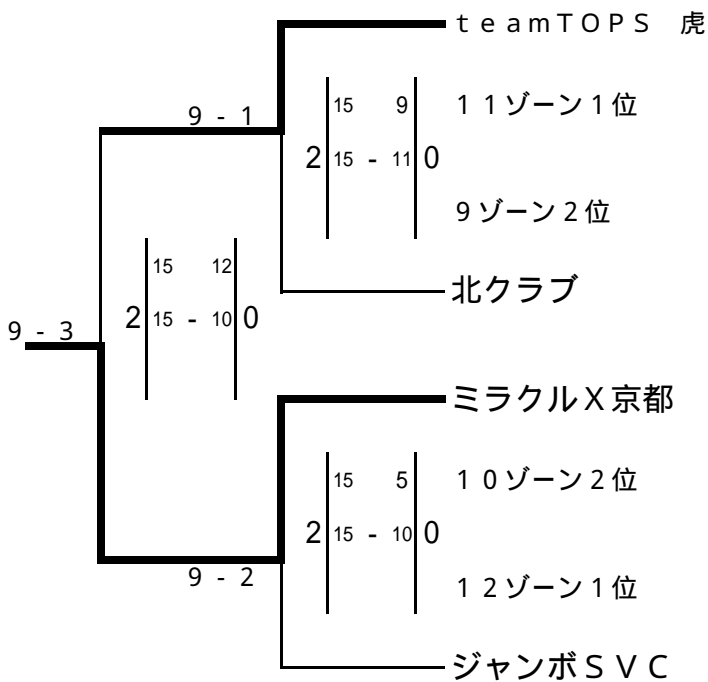 ｔｅａｍＴＯＰＳ　虎
９-１
15 9
１１ゾーン１位
2 15 - 11 0
９ゾーン２位
15 12
北クラブ
2 15 - 10 0
９-３
ミラクルＸ京都
15 5
１０ゾーン２位
2 15 - 10 0
９-２
１２ゾーン１位
ジャンボＳＶＣ